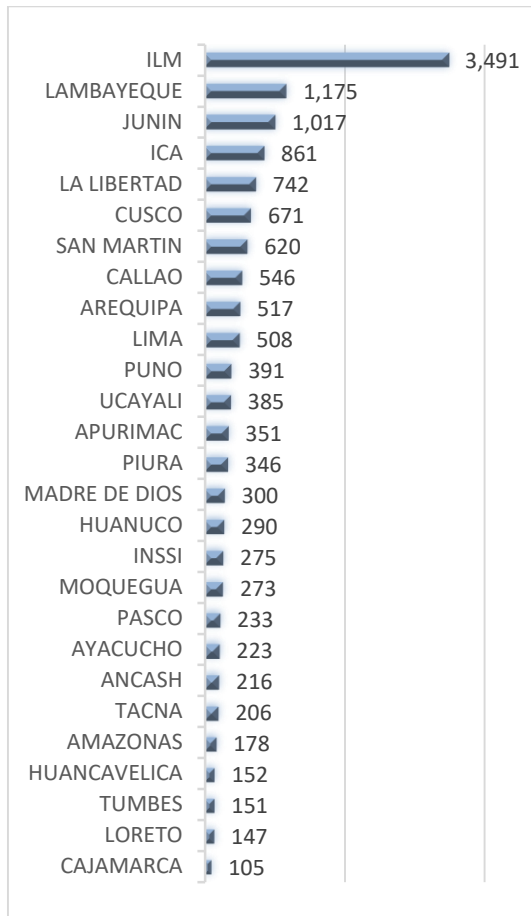 ILM 3,491
LAMBAYEQUE 1,175
JUNIN 1,017
ICA 861
LA LIBERTAD 742
CUSCO 671
SAN MARTIN 620
CALLAO 546
AREQUIPA 517
LIMA 508
PUNO 391
UCAYALI 385
APURIMAC 351
PIURA 346
MADRE DE DIOS 300
HUANUCO 290
INSSI 275
MOQUEGUA 273
PASCO 233
AYACUCHO 223
ANCASH 216
TACNA 206
AMAZONAS 178
HUANCAVELICA 152
TUMBES 151
LORETO 147
CAJAMARCA 105